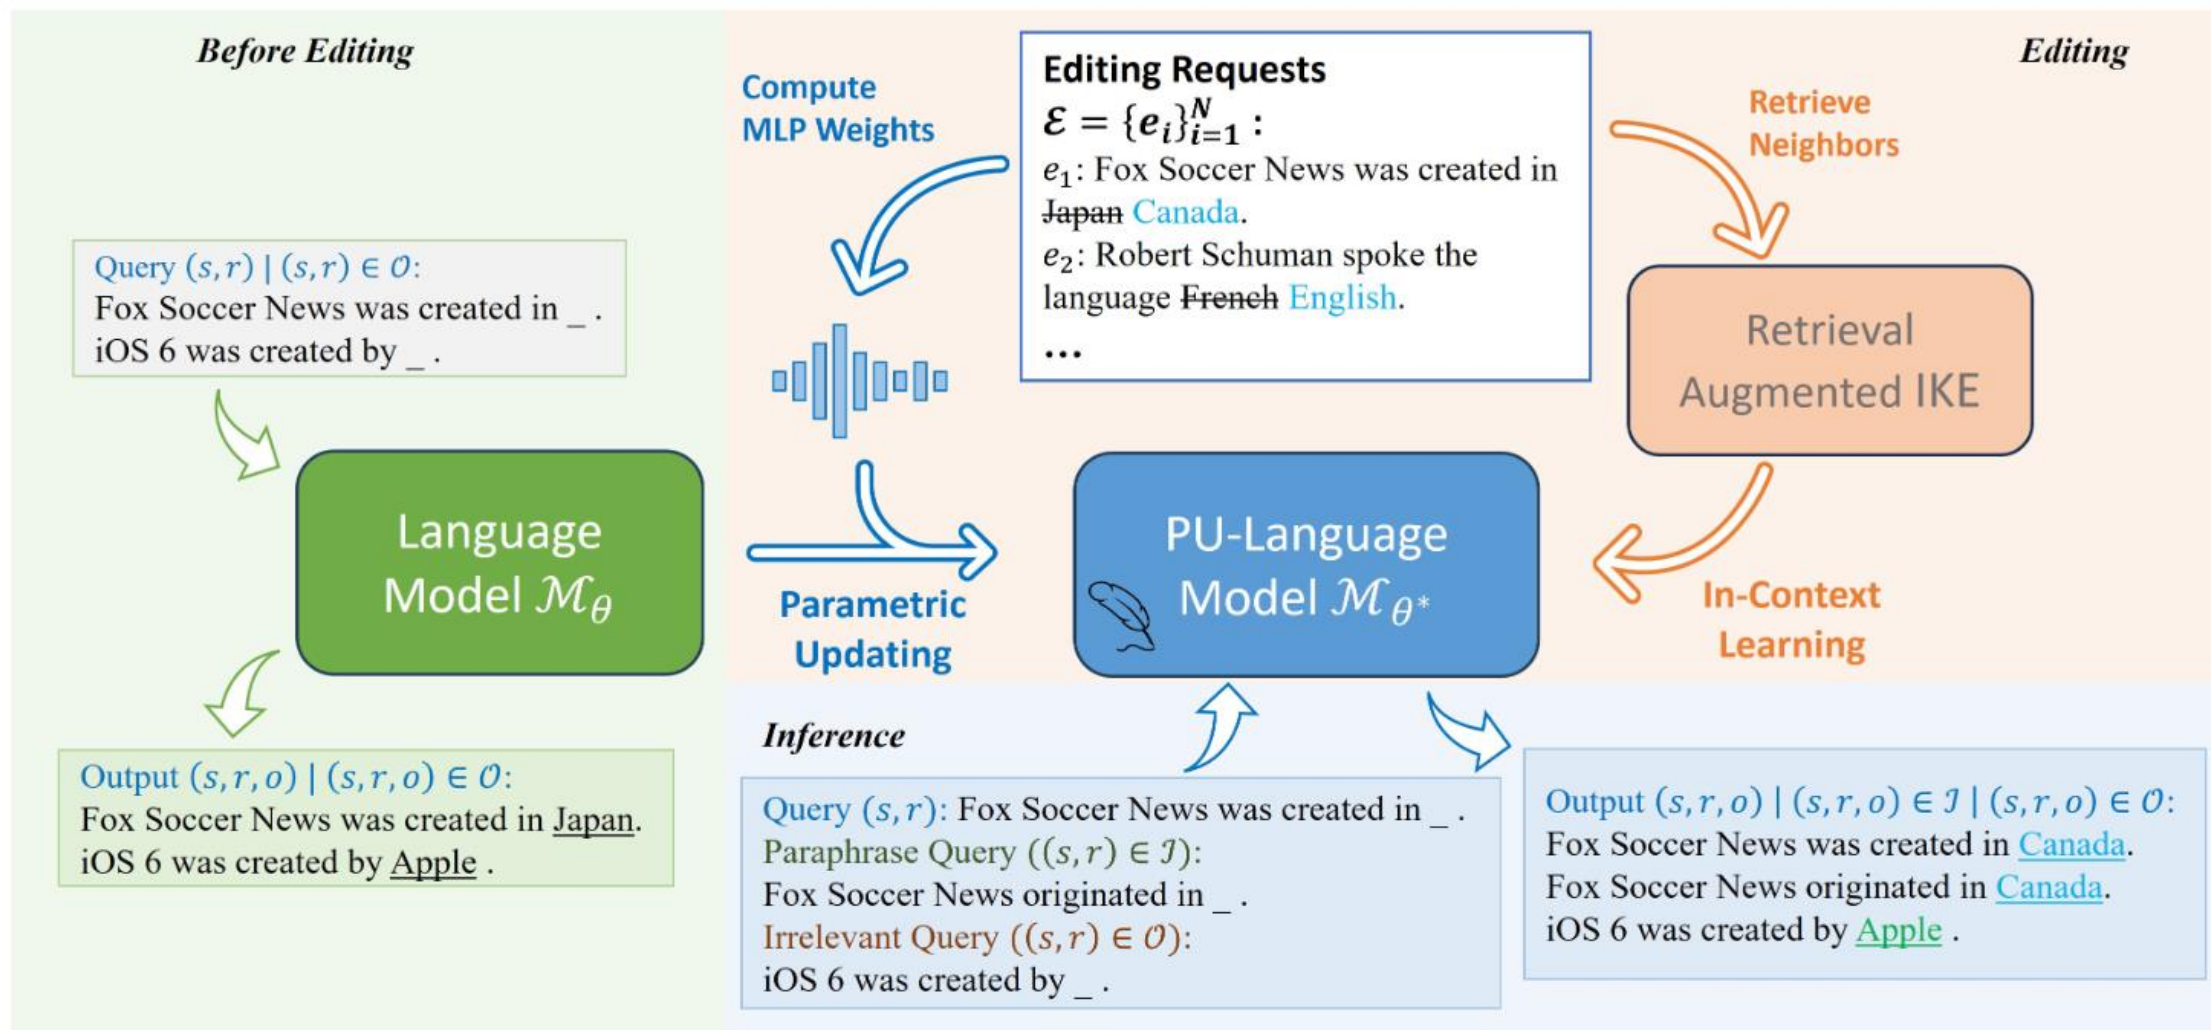 Before Editing
Query (s, r) | (s, r) ∈ 𝒪:
Fox Soccer News was created in _ .
iOS 6 was created by _ .
Language
Model ℳ_θ
Output (s, r, o) | (s, r, o) ∈ 𝒪:
Fox Soccer News was created in Japan.
iOS 6 was created by Apple .
Editing
Compute
MLP Weights
Editing Requests
ℰ = {e_i}_{i=1}^N :
e_1: Fox Soccer News was created in
Japan Canada.
e_2: Robert Schuman spoke the
language French English.
...
Retrieve
Neighbors
Retrieval
Augmented IKE
Parametric
Updating
PU-Language
Model ℳ_θ*
In-Context
Learning
Inference
Query (s, r): Fox Soccer News was created in _ .
Paraphrase Query ((s, r) ∈ ℐ):
Fox Soccer News originated in _ .
Irrelevant Query ((s, r) ∈ 𝒪):
iOS 6 was created by _ .
Output (s, r, o) | (s, r, o) ∈ ℐ | (s, r, o) ∈ 𝒪:
Fox Soccer News was created in Canada.
Fox Soccer News originated in Canada.
iOS 6 was created by Apple .